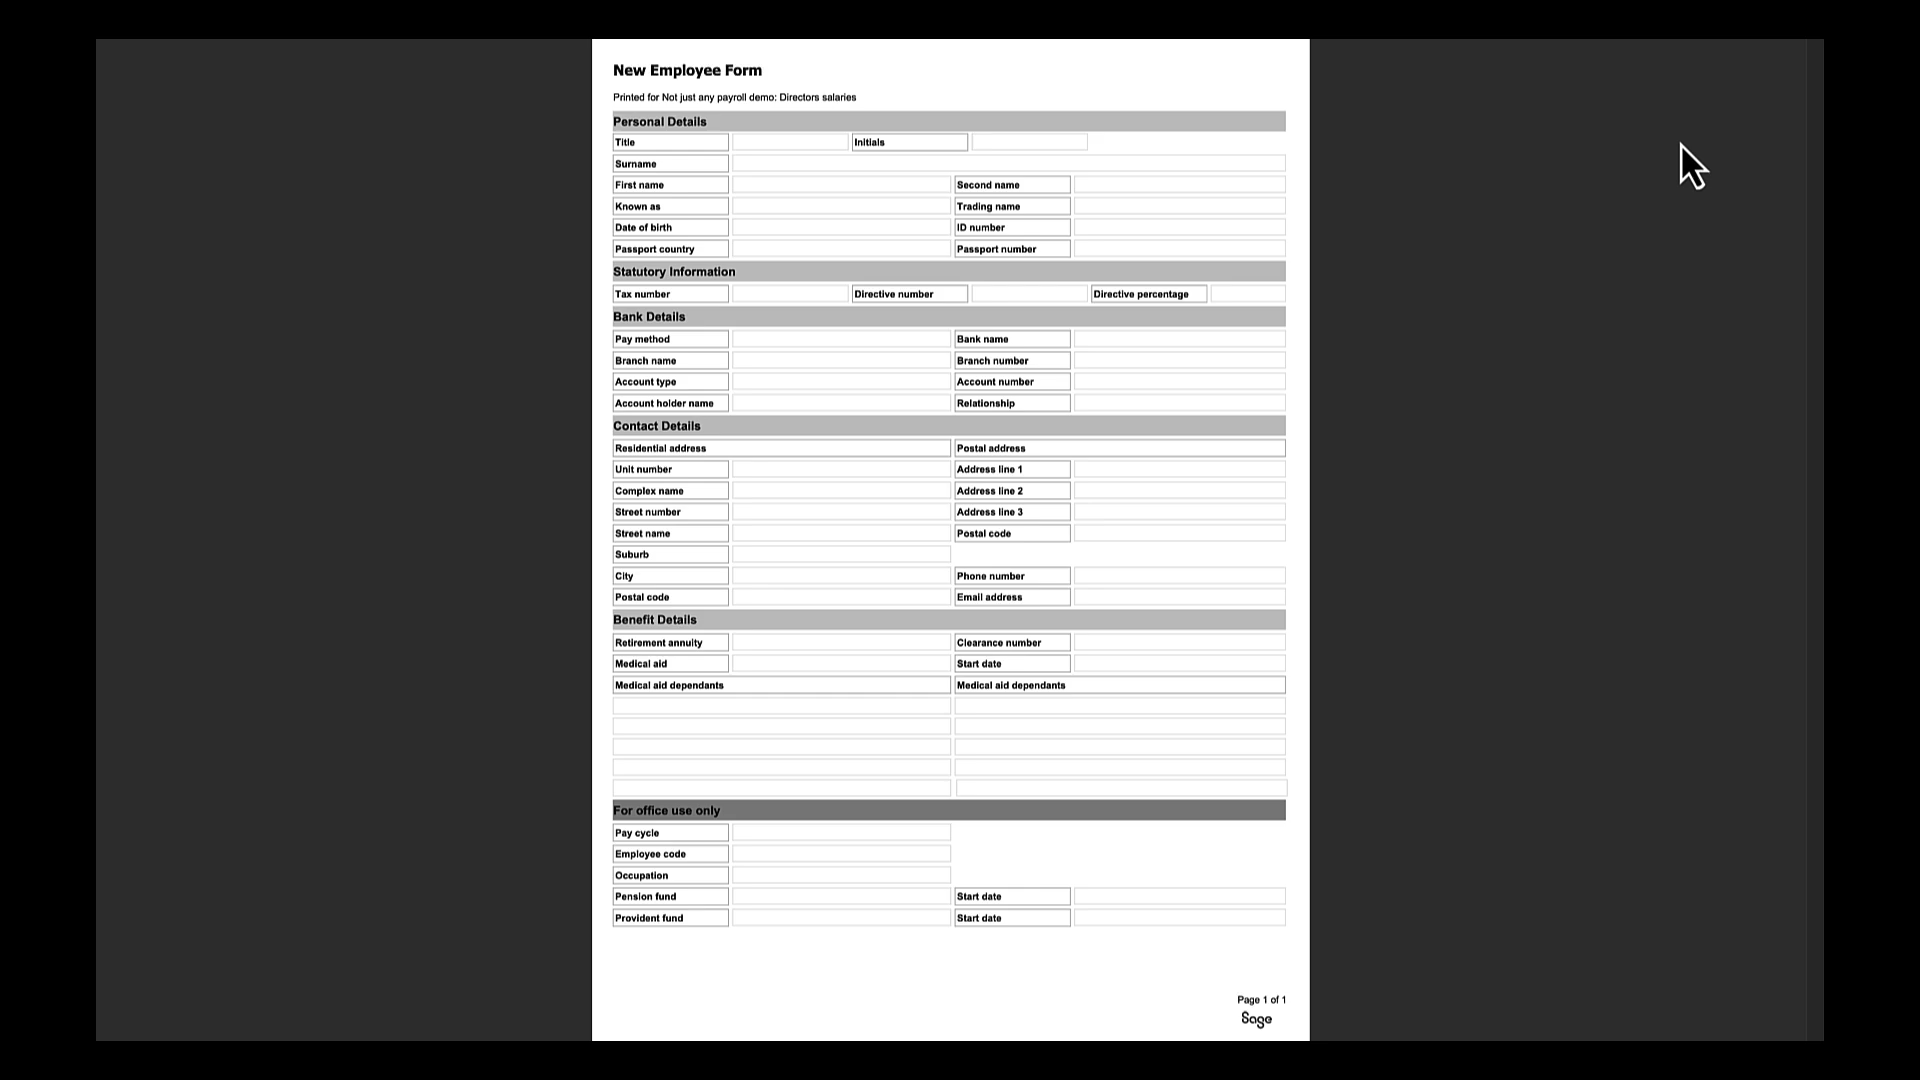 New Employee Form
Printed for Not just any payroll demo: Directors salaries
Personal Details
Title Initials
Surname
First name Second name
Known as Trading name
Date of birth ID number
Passport country Passport number
Statutory Information
Tax number Directive number Directive percentage
Bank Details
Pay method Bank name
Branch name Branch number
Account type Account number
Account holder name Relationship
Contact Details
Residential address Postal address
Unit number Address line 1
Complex name Address line 2
Street number Address line 3
Street name Postal code
Suburb
City Phone number
Postal code Email address
Benefit Details
Retirement annuity Clearance number
Medical aid Start date
Medical aid dependants Medical aid dependants
For office use only
Pay cycle
Employee code
Occupation
Pension fund Start date
Provident fund Start date
Page 1 of 1
Sage